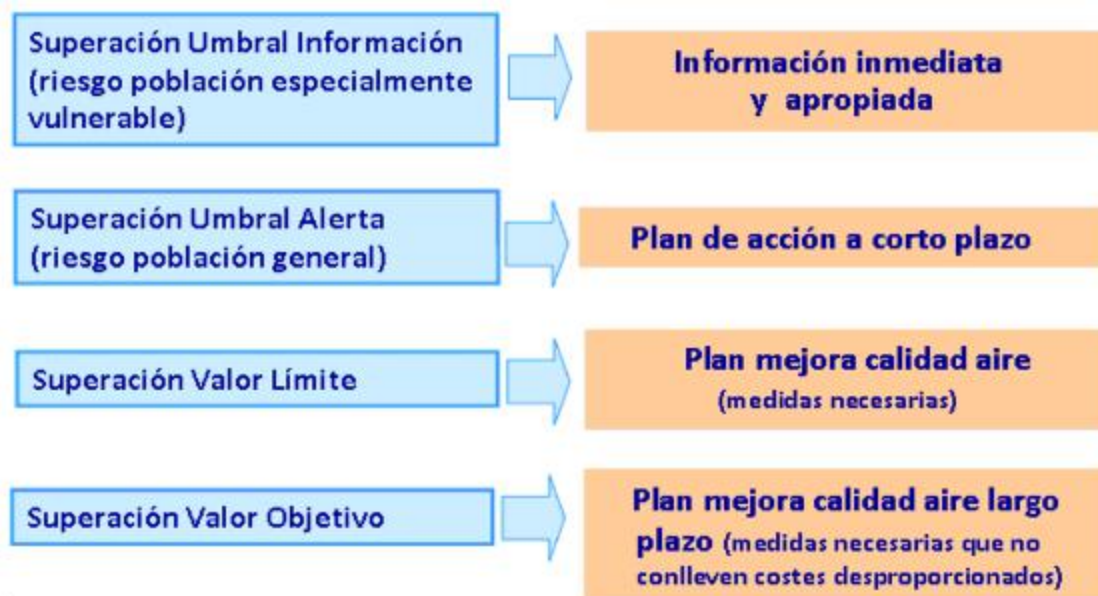 Superación Umbral Información
(riesgo población especialmente
vulnerable)
Información inmediata
y apropiada
Superación Umbral Alerta
(riesgo población general)
Plan de acción a corto plazo
Superación Valor Límite
Plan mejora calidad aire
(medidas necesarias)
Superación Valor Objetivo
Plan mejora calidad aire largo
plazo (medidas necesarias que no
conlleven costes desproporcionados)